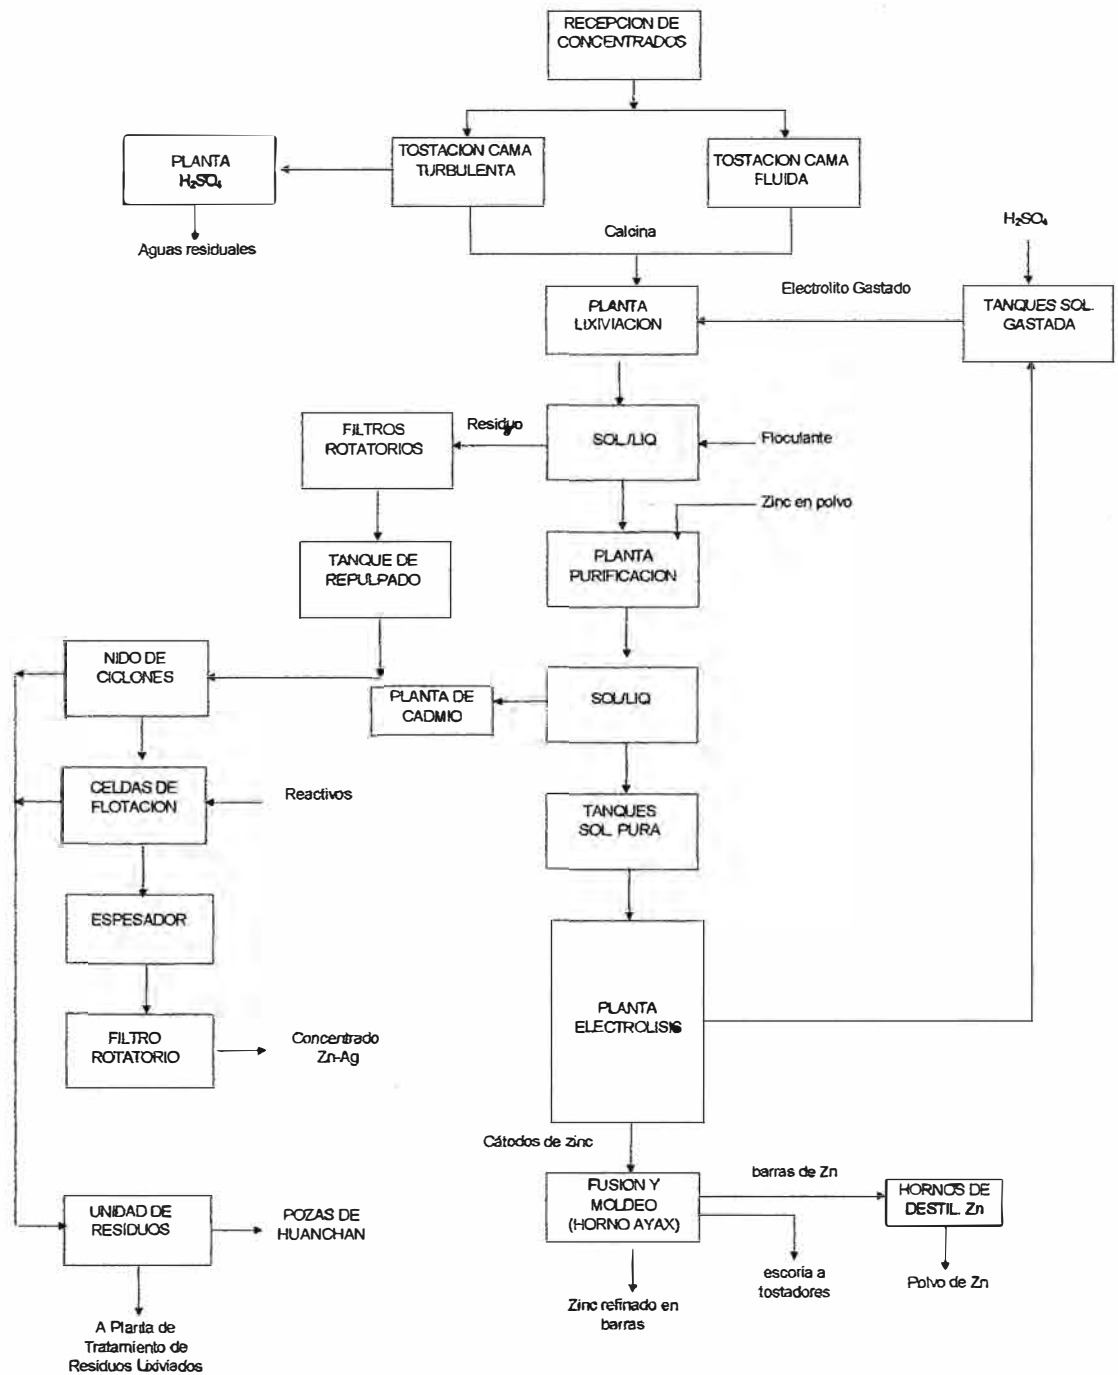 RECEPCION DE
CONCENTRADOS
PLANTA
H₂SO₄
TOSTACION CAMA
TURBULENTA
TOSTACION CAMA
FLUIDA
Aguas residuales
Calcina
H₂SO₄
Electrolito Gastado
PLANTA
LIXIVIACION
TANQUES SOL.
GASTADA
FILTROS
ROTATORIOS
Residuo
SOL/LIQ
Floculante
Zinc en polvo
TANQUE DE
REPULPADO
PLANTA
PURIFICACION
NIDO DE
CICLONES
PLANTA DE
CADMIO
SOL/LIQ
CELDAS DE
FLOTACION
Reactivos
TANQUES
SOL. PURA
ESPESADOR
PLANTA
ELECTROLISIS
FILTRO
ROTATORIO
Concentrado
Zn-Ag
Cátodos de zinc
barras de Zn
FUSION Y
MOLDEO
(HORNO AYAX)
HORNOS DE
DESTIL. Zn
UNIDAD DE
RESIDUOS
POZAS DE
HUANCHAN
escoria a
tostadores
Polvo de Zn
Zinc refinado en
barras
A Planta de
Tratamiento de
Residuos Lixiviados